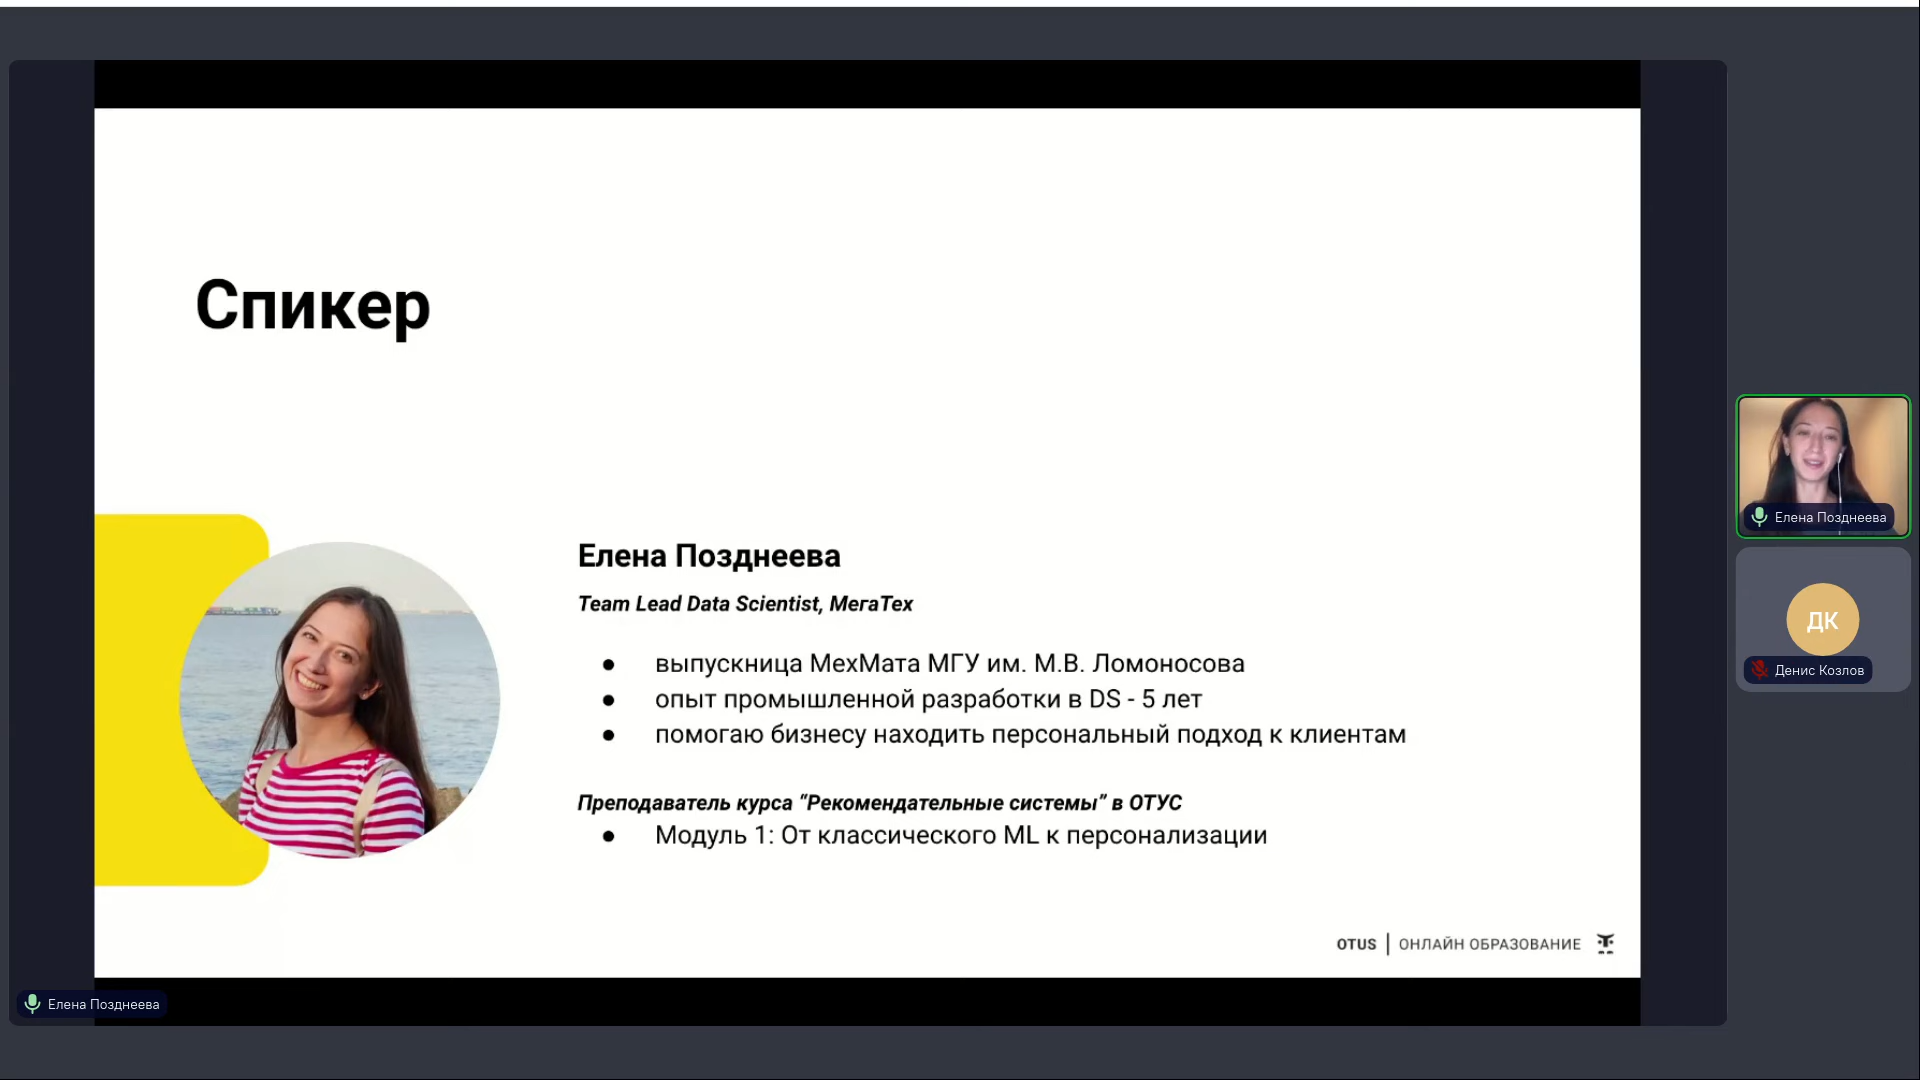 Спикер
Елена Позднеева
Team Lead Data Scientist, МегаТех
● выпускница МехМата МГУ им. М.В. Ломоносова
● опыт промышленной разработки в DS - 5 лет
● помогаю бизнесу находить персональный подход к клиентам
Преподаватель курса “Рекомендательные системы” в ОТУС
● Модуль 1: От классического ML к персонализации
OTUS | ОНЛАЙН ОБРАЗОВАНИЕ
Елена Позднеева
Елена Позднеева
ДК
Денис Козлов